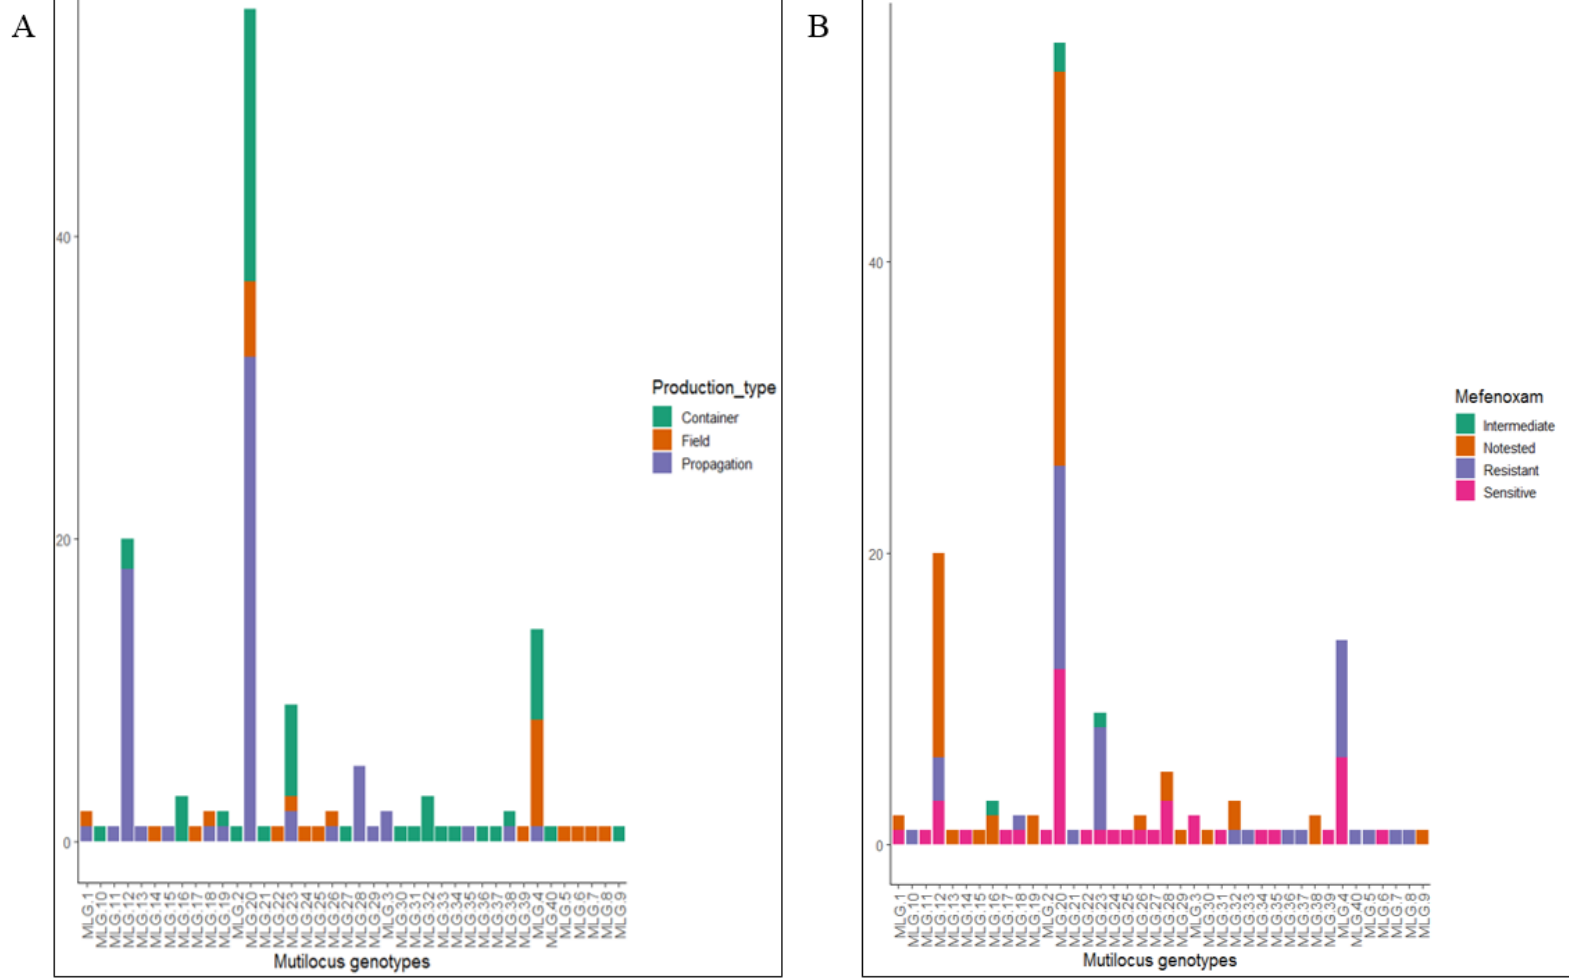 A
40
20
0
MLG.1
MLG.10
MLG.11
MLG.12
MLG.13
MLG.14
MLG.15
MLG.16
MLG.17
MLG.18
MLG.19
MLG.2
MLG.20
MLG.21
MLG.22
MLG.23
MLG.24
MLG.25
MLG.26
MLG.27
MLG.28
MLG.29
MLG.3
MLG.30
MLG.31
MLG.32
MLG.33
MLG.34
MLG.35
MLG.36
MLG.37
MLG.38
MLG.39
MLG.4
MLG.40
MLG.5
MLG.6
MLG.7
MLG.8
MLG.9
Mutilocus genotypes
Production_type
Container
Field
Propagation
B
40
20
0
MLG.1
MLG.10
MLG.11
MLG.12
MLG.13
MLG.14
MLG.15
MLG.16
MLG.17
MLG.18
MLG.19
MLG.2
MLG.20
MLG.21
MLG.22
MLG.23
MLG.24
MLG.25
MLG.26
MLG.27
MLG.28
MLG.29
MLG.3
MLG.30
MLG.31
MLG.32
MLG.33
MLG.34
MLG.35
MLG.36
MLG.37
MLG.38
MLG.39
MLG.4
MLG.40
MLG.5
MLG.6
MLG.7
MLG.8
MLG.9
Mutilocus genotypes
Mefenoxam
Intermediate
Notested
Resistant
Sensitive